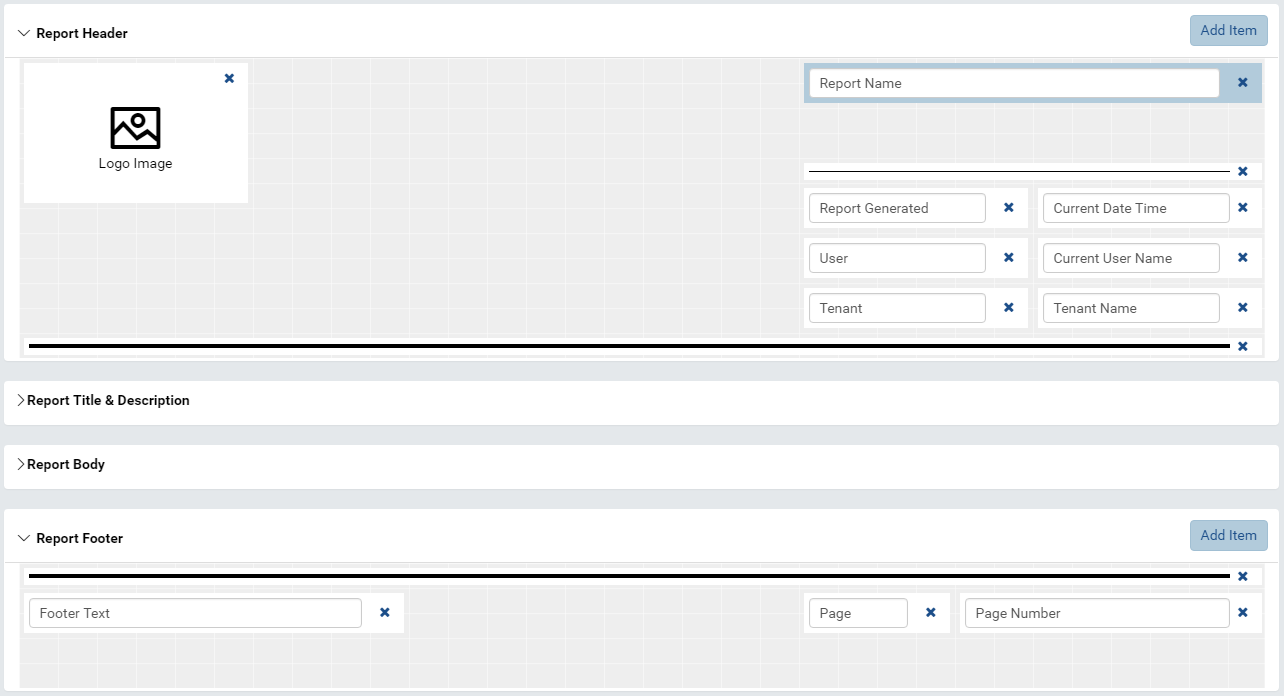 Report Header
Add Item
Logo Image
Report Name
Report Generated
Current Date Time
User
Current User Name
Tenant
Tenant Name
Report Title & Description
Report Body
Report Footer
Add Item
Footer Text
Page
Page Number